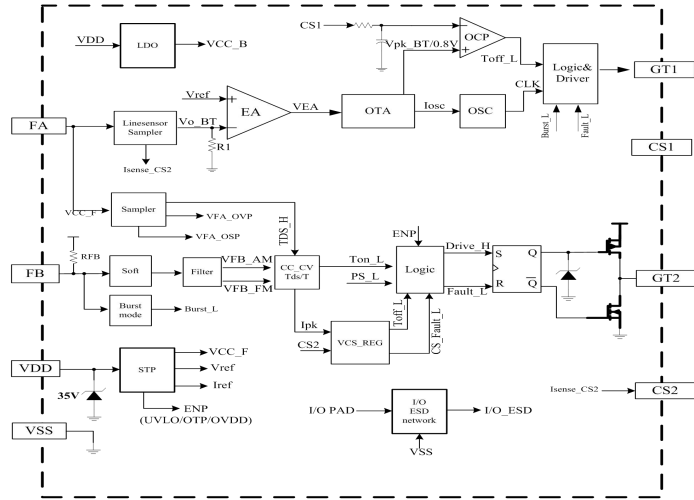 CS1
VDD
LDO
VCC_B
Vpk_BT/0.8V
OCP
Toff_L
Logic&
Driver
GT1
CLK
Vref
EA
VEA
OTA
Iosc
OSC
Burst_L
Fault_L
FA
Linesensor
Sampler
Vo_BT
R1
Isense_CS2
CS1
VCC_F
Sampler
VFA_OVP
VFA_OSP
TDS_H
ENP
RFB
FB
Soft
Filter
VFB_AM
VFB_FM
CC_CV
Tds/T
Ton_L
PS_L
Logic
Drive_H
Fault_L
S
Q
R
Q
GT2
Burst
mode
Burst_L
Ipk
CS2
VCS_REG
Toff_L
CS_Fault_L
VDD
35V
STP
VCC_F
Vref
Iref
ENP
(UVLO/OTP/OVDD)
I/O PAD
I/O
ESD
network
I/O_ESD
VSS
Isense_CS2
CS2
VSS